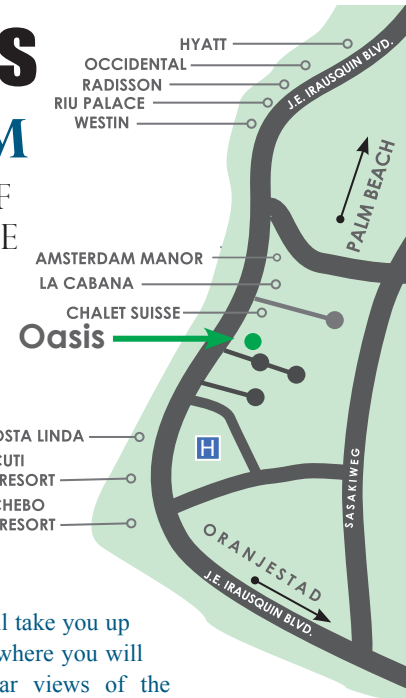 S
M
F
E
HYATT
OCCIDENTAL
RADISSON
RIU PALACE
WESTIN
J.E. IRAUSQUIN BLVD.
PALM BEACH
AMSTERDAM MANOR
LA CABANA
CHALET SUISSE
Oasis
OSTA LINDA
CUTI
RESORT
CHEBO
RESORT
H
SASAKIWEG
ORANJESTAD
J.E. IRAUSQUIN BLVD.
ll take you up
where you will
ar views of the